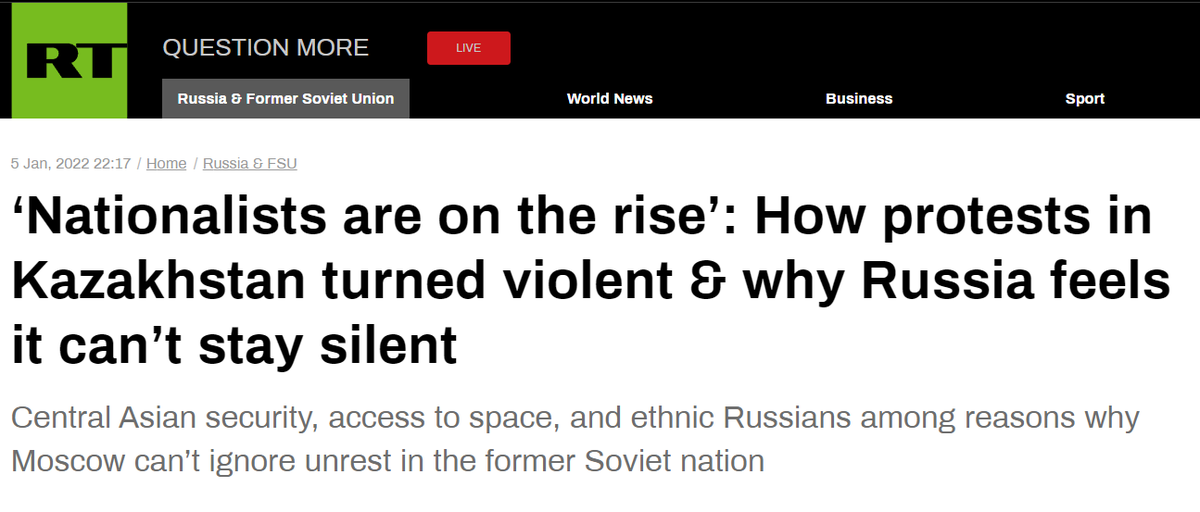 RT
QUESTION MORE
LIVE
Russia & Former Soviet Union
World News
Business
Sport
5 Jan, 2022 22:17 / Home / Russia & FSU
‘Nationalists are on the rise’: How protests in
Kazakhstan turned violent & why Russia feels
it can’t stay silent
Central Asian security, access to space, and ethnic Russians among reasons why
Moscow can’t ignore unrest in the former Soviet nation